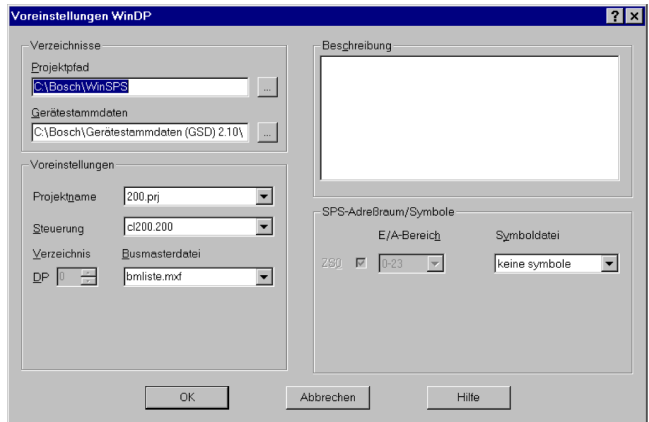 Voreinstellungen WinDP
Verzeichnisse
Projektpfad
C:\Bosch\WinSPS
...
Gerätestammdaten
C:\Bosch\Gerätestammdaten (GSD) 2.10\
...
Voreinstellungen
Projektname
200.prj
Steuerung
cl200.200
Verzeichnis Busmasterdatei
DP 0 bmliste.mxf
Beschreibung
SPS-Adreßraum/Symbole
E/A-Bereich Symboldatei
ZS0 0-23 keine symbole
OK Abbrechen Hilfe